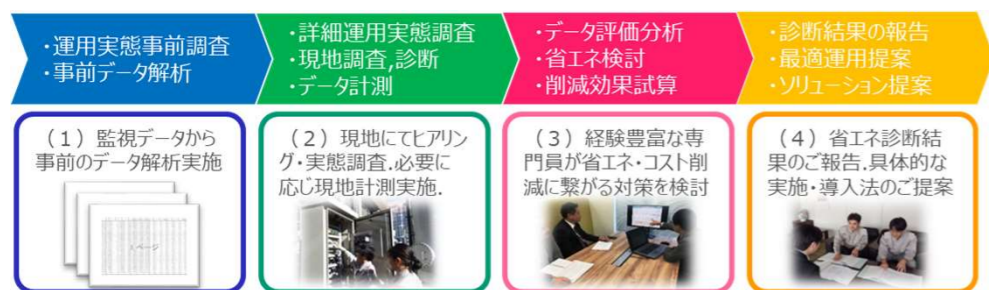 ・運用実態事前調査
・事前データ解析
・詳細運用実態調査
・現地調査,診断
・データ計測
・データ評価分析
・省エネ検討
・削減効果試算
・診断結果の報告
・最適運用提案
・ソリューション提案
（１）監視データから
事前のデータ解析実施
（２）現地にてヒアリン
グ・実態調査.必要に
応じ現地計測実施.
（３）経験豊富な専
門員が省エネ・コスト削
減に繋がる対策を検討
（４）省エネ診断結
果のご報告.具体的な
実施・導入法のご提案